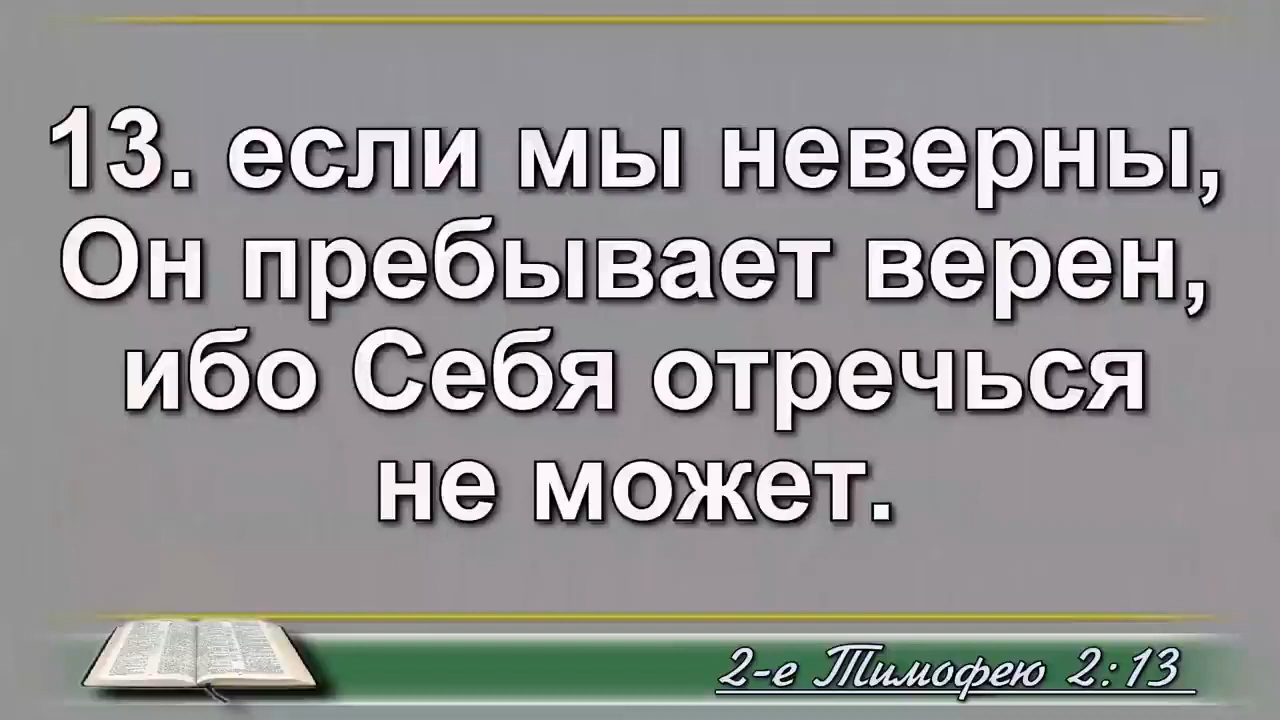 13. если мы неверны,
Он пребывает верен,
ибо Себя отречься
не может.
2-е Тимофею 2:13